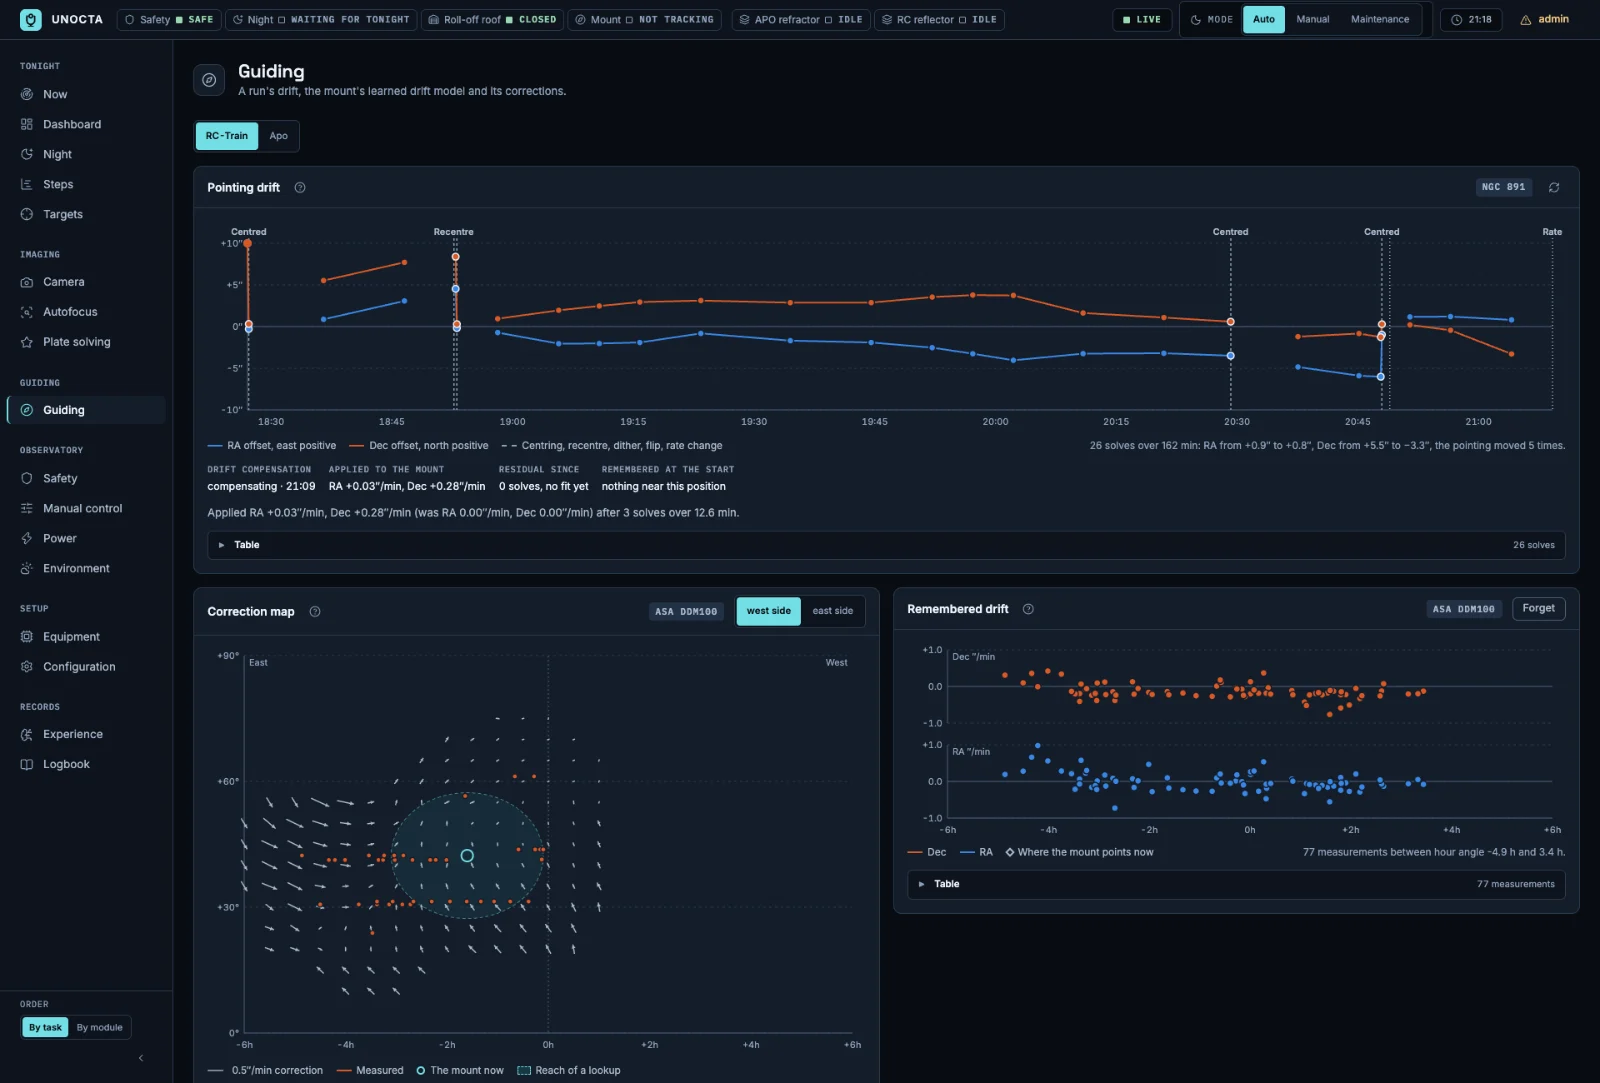 UNOCTA
Safety SAFE
Night WAITING FOR TONIGHT
Roll-off roof CLOSED
Mount NOT TRACKING
APO refractor IDLE
RC reflector IDLE
LIVE
MODE
Auto
Manual
Maintenance
21:18
admin
TONIGHT
Now
Dashboard
Night
Steps
Targets
IMAGING
Camera
Autofocus
Plate solving
GUIDING
Guiding
OBSERVATORY
Safety
Manual control
Power
Environment
SETUP
Equipment
Configuration
RECORDS
Experience
Logbook
ORDER
By task
By module
Guiding
A run's drift, the mount's learned drift model and its corrections.
RC-Train
Apo
Pointing drift
NGC 891
Centred
Recentre
Centred
Centred
Rate
+10"
+5"
0"
-5"
-10"
18:30
18:45
19:00
19:15
19:30
19:45
20:00
20:15
20:30
20:45
21:00
RA offset, east positive
Dec offset, north positive
Centring, recentre, dither, flip, rate change
26 solves over 162 min: RA from +0.9" to +0.8", Dec from +5.5" to −3.3", the pointing moved 5 times.
DRIFT COMPENSATION
compensating · 21:09
APPLIED TO THE MOUNT
RA +0.03"/min, Dec +0.28"/min
RESIDUAL SINCE
0 solves, no fit yet
REMEMBERED AT THE START
nothing near this position
Applied RA +0.03"/min, Dec +0.28"/min (was RA 0.00"/min, Dec 0.00"/min) after 3 solves over 12.6 min.
Table
26 solves
Correction map
ASA DDM100
west side
east side
+90°
East
West
+60°
+30°
0°
-6h
-4h
-2h
0h
+2h
+4h
+6h
0.5"/min correction
Measured
The mount now
Reach of a lookup
Remembered drift
ASA DDM100
Forget
+1.0
Dec "/min
0.0
-1.0
+1.0
RA "/min
0.0
-1.0
-6h
-4h
-2h
0h
+2h
+4h
+6h
Dec
RA
Where the mount points now
77 measurements between hour angle −4.9 h and 3.4 h.
Table
77 measurements